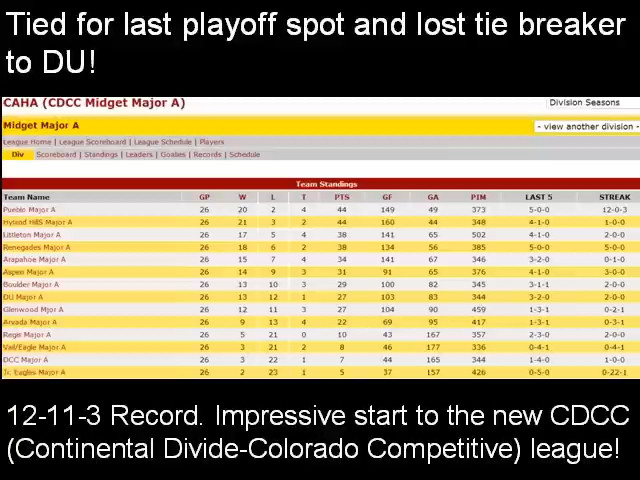 Tied for last playoff spot and lost tie breaker
to DU!
CAHA (CDCC Midget Major A)
Division Seasons
Midget Major A
- view another division -
League Home | League Scoreboard | League Schedule | Players
Div Scoreboard | Standings | Leaders | Goalies | Records | Schedule
Team Standings
Team Name GP W L T PTS GF GA PIM LAST 5 STREAK
Pueblo Major A 26 20 2 4 44 149 49 373 5-0-0 12-0-3
Hyland Hills Major A 26 21 3 2 44 160 44 348 4-1-0 1-0-0
Littleton Major A 26 17 5 4 38 141 65 502 4-1-0 2-0-0
Renegades Major A 26 18 6 2 38 134 56 385 5-0-0 5-0-0
Arapahoe Major A 26 15 7 4 34 141 67 346 3-2-0 0-1-0
Aspen Major A 26 14 9 3 31 91 65 376 4-1-0 3-0-0
Boulder Major A 26 13 10 3 29 100 82 345 3-1-1 2-0-0
DU Major A 26 13 12 1 27 103 83 344 3-2-0 2-0-0
Glenwood Mjor A 26 12 11 3 27 104 90 459 1-3-1 0-2-1
Arvada Major A 26 9 13 4 22 69 95 417 1-3-1 0-3-1
Regis Major A 26 5 21 0 10 43 167 357 2-3-0 2-0-0
Vail/Eagle Major A 26 3 21 2 8 46 177 336 0-4-1 0-4-1
DCC Major A 26 3 22 1 7 44 165 344 1-4-0 1-0-0
Jr. Eagles Major A 26 2 23 1 5 37 157 426 0-5-0 0-22-1
12-11-3 Record. Impressive start to the new CDCC
(Continental Divide-Colorado Competitive) league!